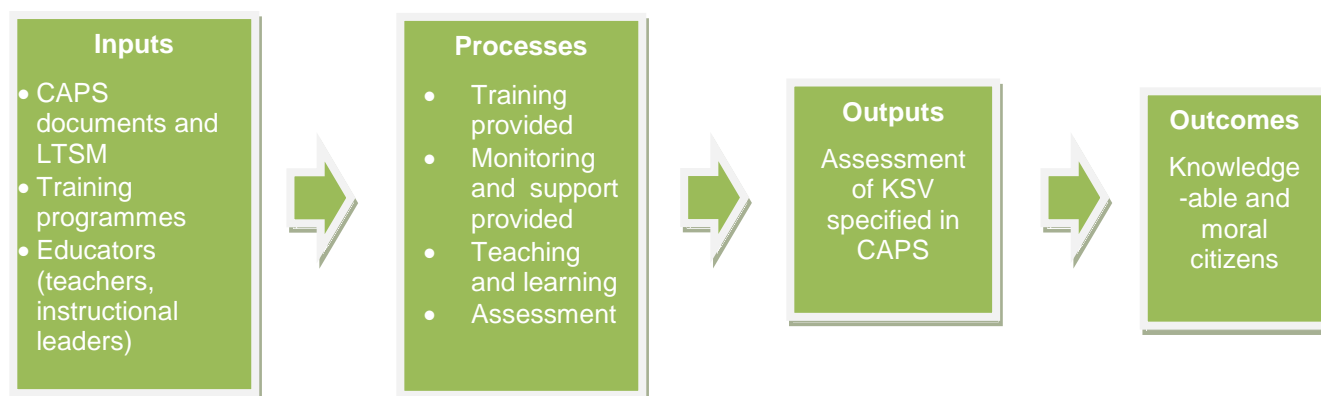 Inputs
• CAPS
documents and
LTSM
• Training
programmes
• Educators
(teachers,
instructional
leaders)
Processes
• Training
provided
• Monitoring
and support
provided
• Teaching
and learning
• Assessment
Outputs
Assessment
of KSV
specified in
CAPS
Outcomes
Knowledge
-able and
moral
citizens